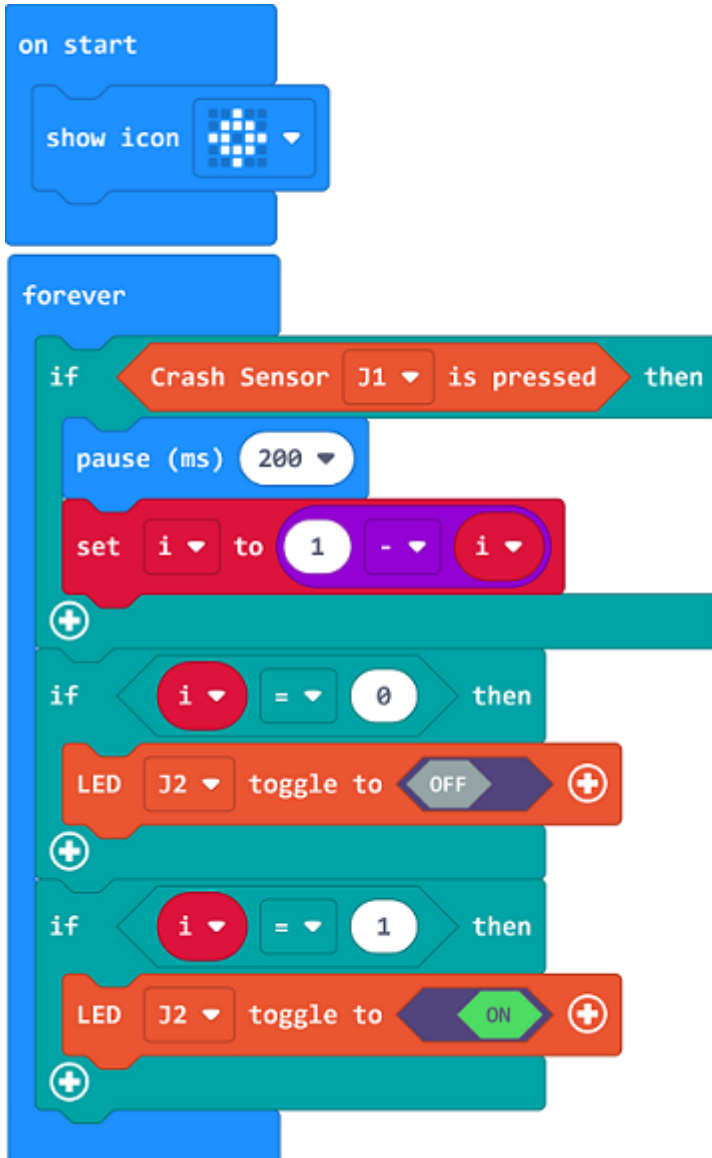 on start
show icon
forever
if Crash Sensor J1 is pressed then
pause (ms) 200
set i to 1 - i
if i = 0 then
LED J2 toggle to OFF
if i = 1 then
LED J2 toggle to ON